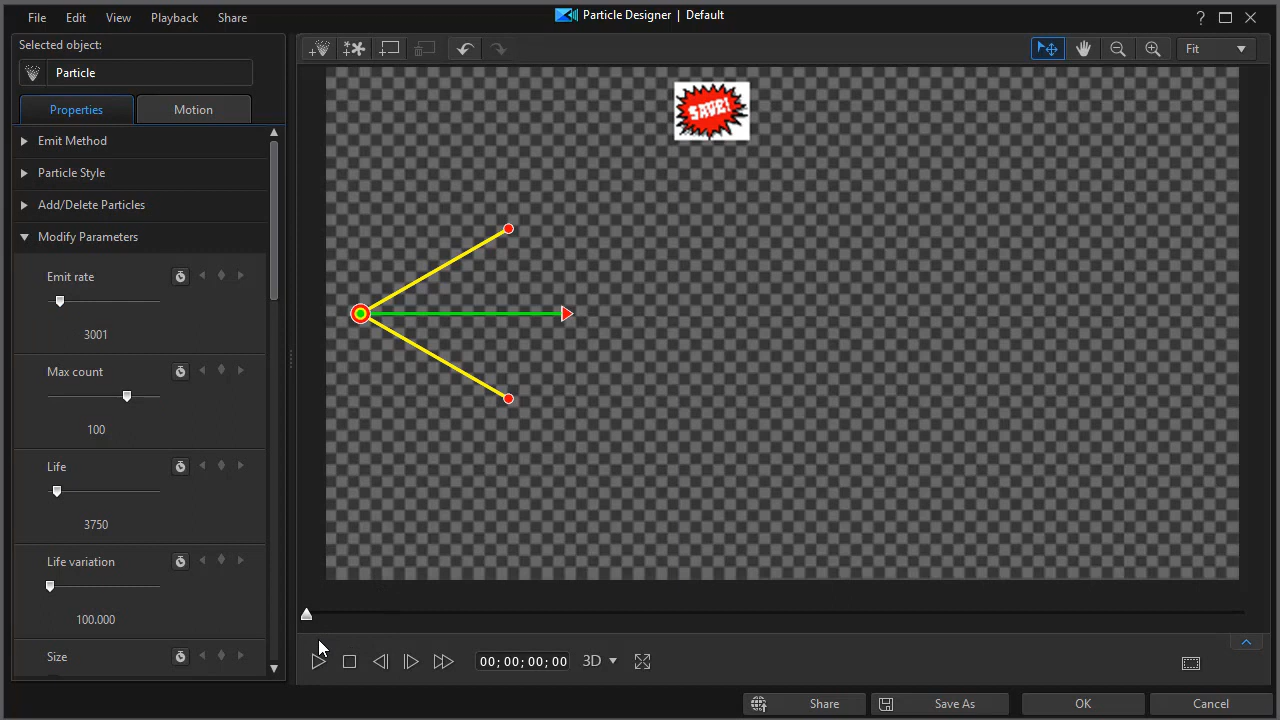 File Edit View Playback Share
Particle Designer | Default
?
Selected object:
Particle
Properties Motion
Fit
Emit Method
Particle Style
Add/Delete Particles
Modify Parameters
Emit rate
3001
Max count
100
Life
3750
Life variation
100.000
Size
SAVE!
00;00;00;00
3D
Share Save As OK Cancel